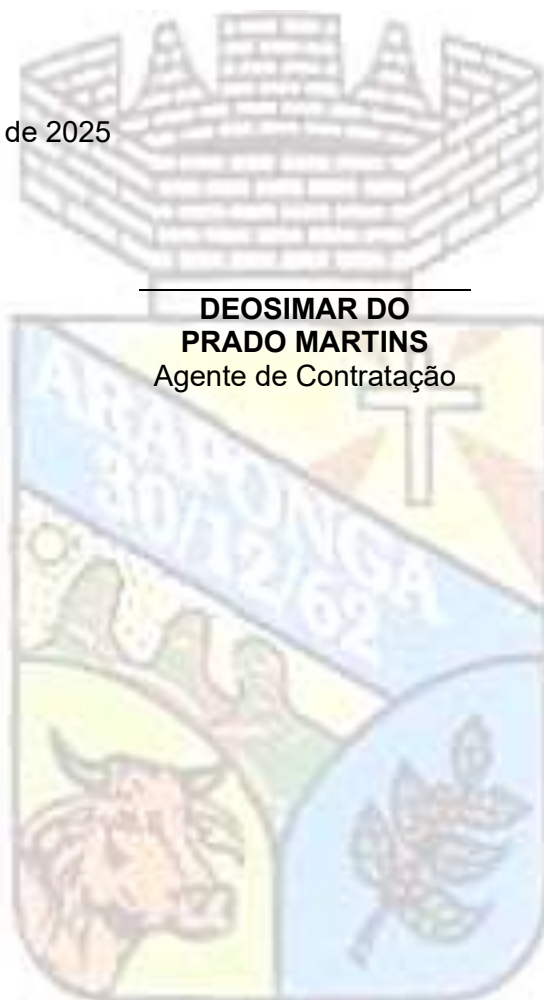 de 2025
DEOSIMAR DO
PRADO MARTINS
Agente de Contratação
ARAPONGA
30/12/62